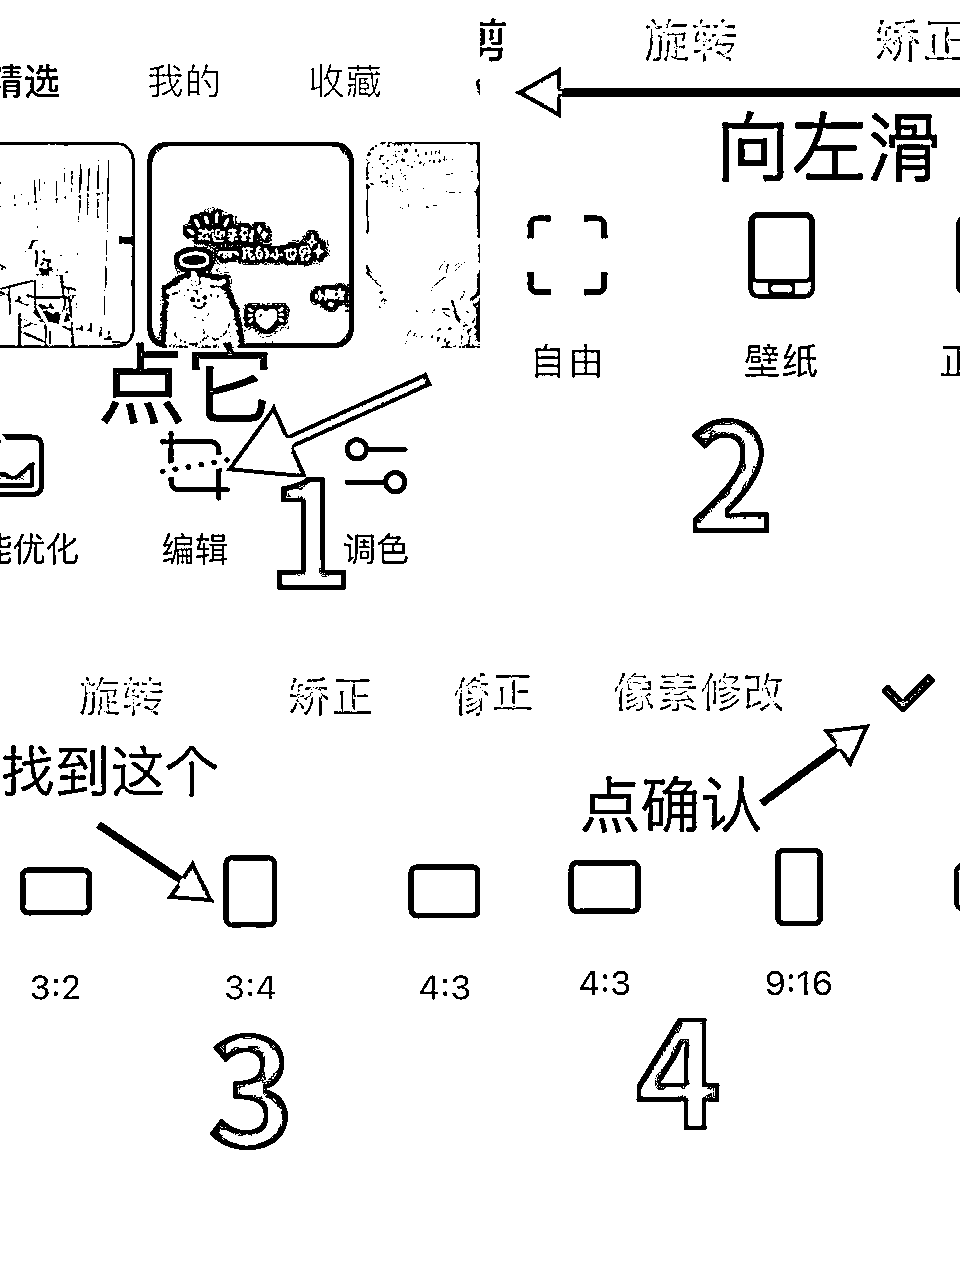 精选 我的 收藏
点它
能优化 编辑 调色
1
剪 旋转 矫正
向左滑
自由 壁纸 正
2
旋转 矫正
找到这个
3:2 3:4 4:3
3
修正 像素修改
点确认
4:3 9:16
4